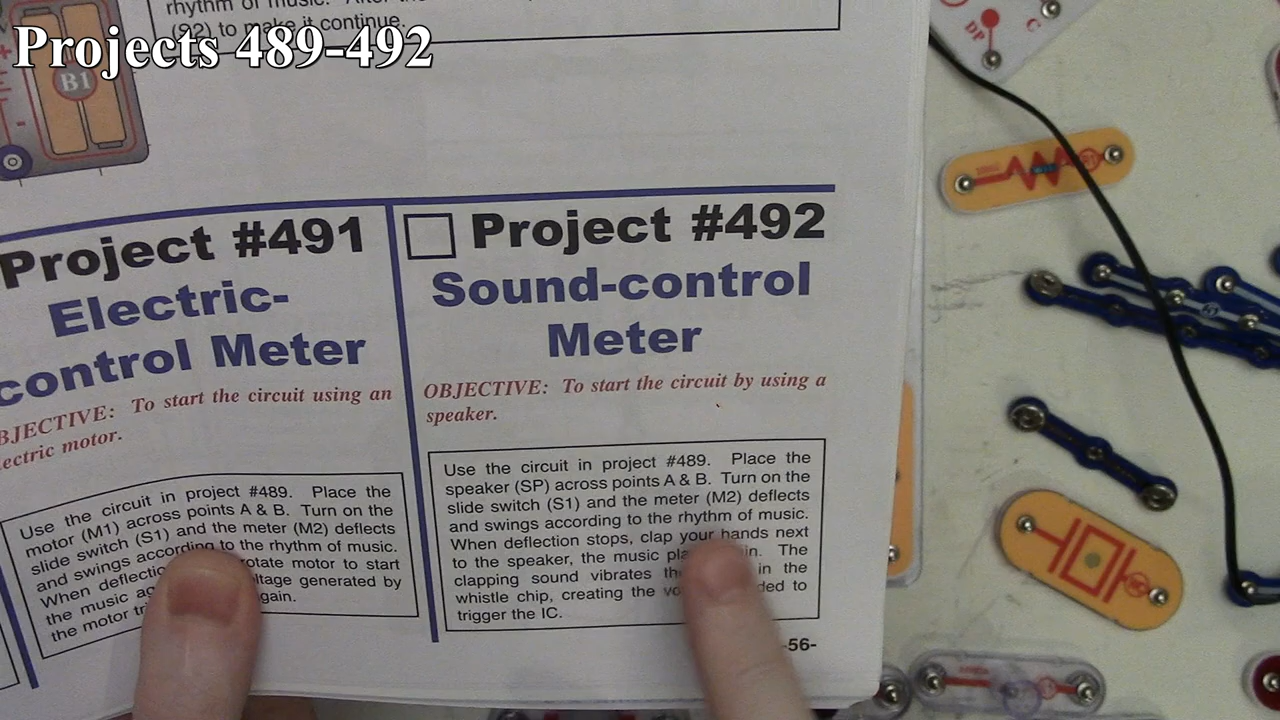 rhythm of music.
(S2) to make it continue.
Projects 489-492
B1
Project #491
Electric-
control Meter
OBJECTIVE: To start the circuit using an
electric motor.
Use the circuit in project #489. Place the
motor (M1) across points A & B. Turn on the
slide switch (S1) and the meter (M2) deflects
and swings according to the rhythm of music.
When deflectio rotate motor to start
the music ag ltage generated by
the motor tr gain.
Project #492
Sound-control
Meter
OBJECTIVE: To start the circuit by using a
speaker.
Use the circuit in project #489. Place the
speaker (SP) across points A & B. Turn on the
slide switch (S1) and the meter (M2) deflects
and swings according to the rhythm of music.
When deflection stops, clap your hands next
to the speaker, the music pla in. The
clapping sound vibrates the in the
whistle chip, creating the vo ded to
trigger the IC.
-56-
DP
C